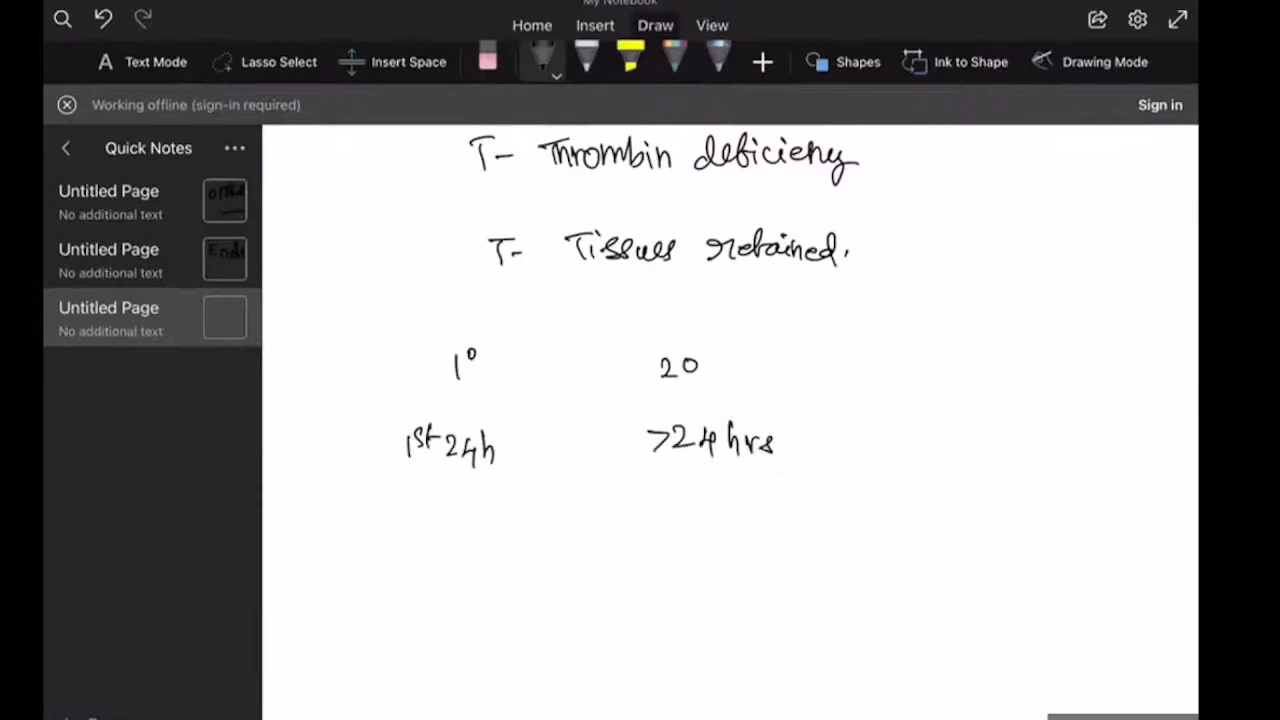 My Notebook
Home Insert Draw View
Text Mode Lasso Select Insert Space Shapes Ink to Shape Drawing Mode
Working offline (sign-in required) Sign in
Quick Notes
Untitled Page
No additional text
Untitled Page
No additional text
Untitled Page
No additional text
T- Thrombin deficiency
T- Tissues retained.
1° 20
1st 24h >24 hrs